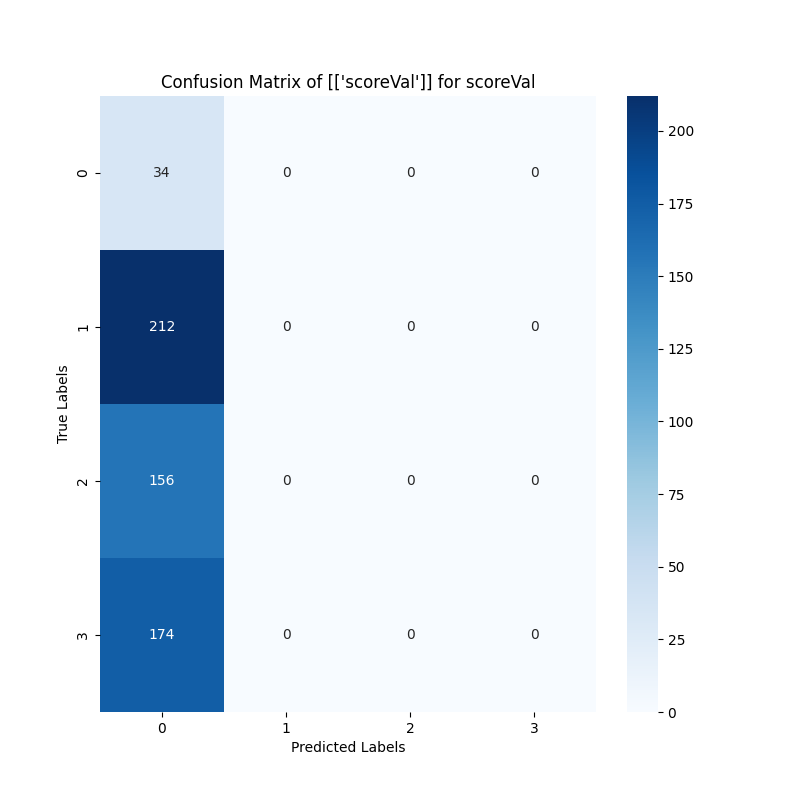 Confusion Matrix of [['scoreVal']] for scoreVal
True Labels
0 34 0 0 0
1 212 0 0 0
2 156 0 0 0
3 174 0 0 0
0 1 2 3
Predicted Labels
200
175
150
125
100
75
50
25
0